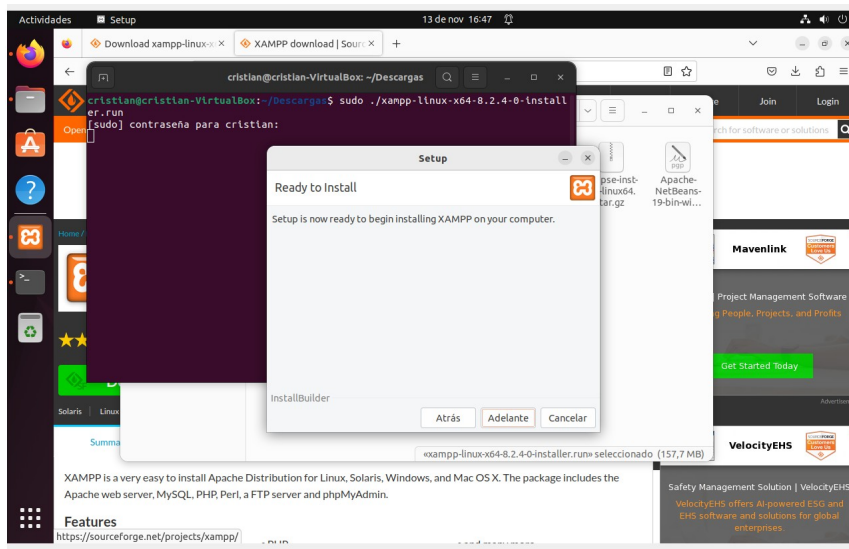 Actividades
Setup
13 de nov 16:47
Download xampp-linux-x
XAMPP download | Sourc
cristian@cristian-VirtualBox: ~/Descargas
cristian@cristian-VirtualBox:~/Descargas$ sudo ./xampp-linux-x64-8.2.4-0-install
er.run
[sudo] contraseña para cristian:
Join
Login
Open
rch for software or solutions
Setup
Ready to Install
Setup is now ready to begin installing XAMPP on your computer.
pse-inst-
linux64.
tar.gz
PGP
Apache-
NetBeans-
19-bin-wi...
Home /
Mavenlink
Project Management Software
g People, Projects, and Profits
Get Started Today
InstallBuilder
Atrás
Adelante
Cancelar
Solaris
Linux
Summa
«xampp-linux-x64-8.2.4-0-installer.run» seleccionado (157,7 MB)
VelocityEHS
XAMPP is a very easy to install Apache Distribution for Linux, Solaris, Windows, and Mac OS X. The package includes the
Apache web server, MySQL, PHP, Perl, a FTP server and phpMyAdmin.
Safety Management Solution | VelocityEHS
VelocityEHS offers AI-powered ESG and
EHS software and solutions for global
enterprises.
Features
https://sourceforge.net/projects/xampp/